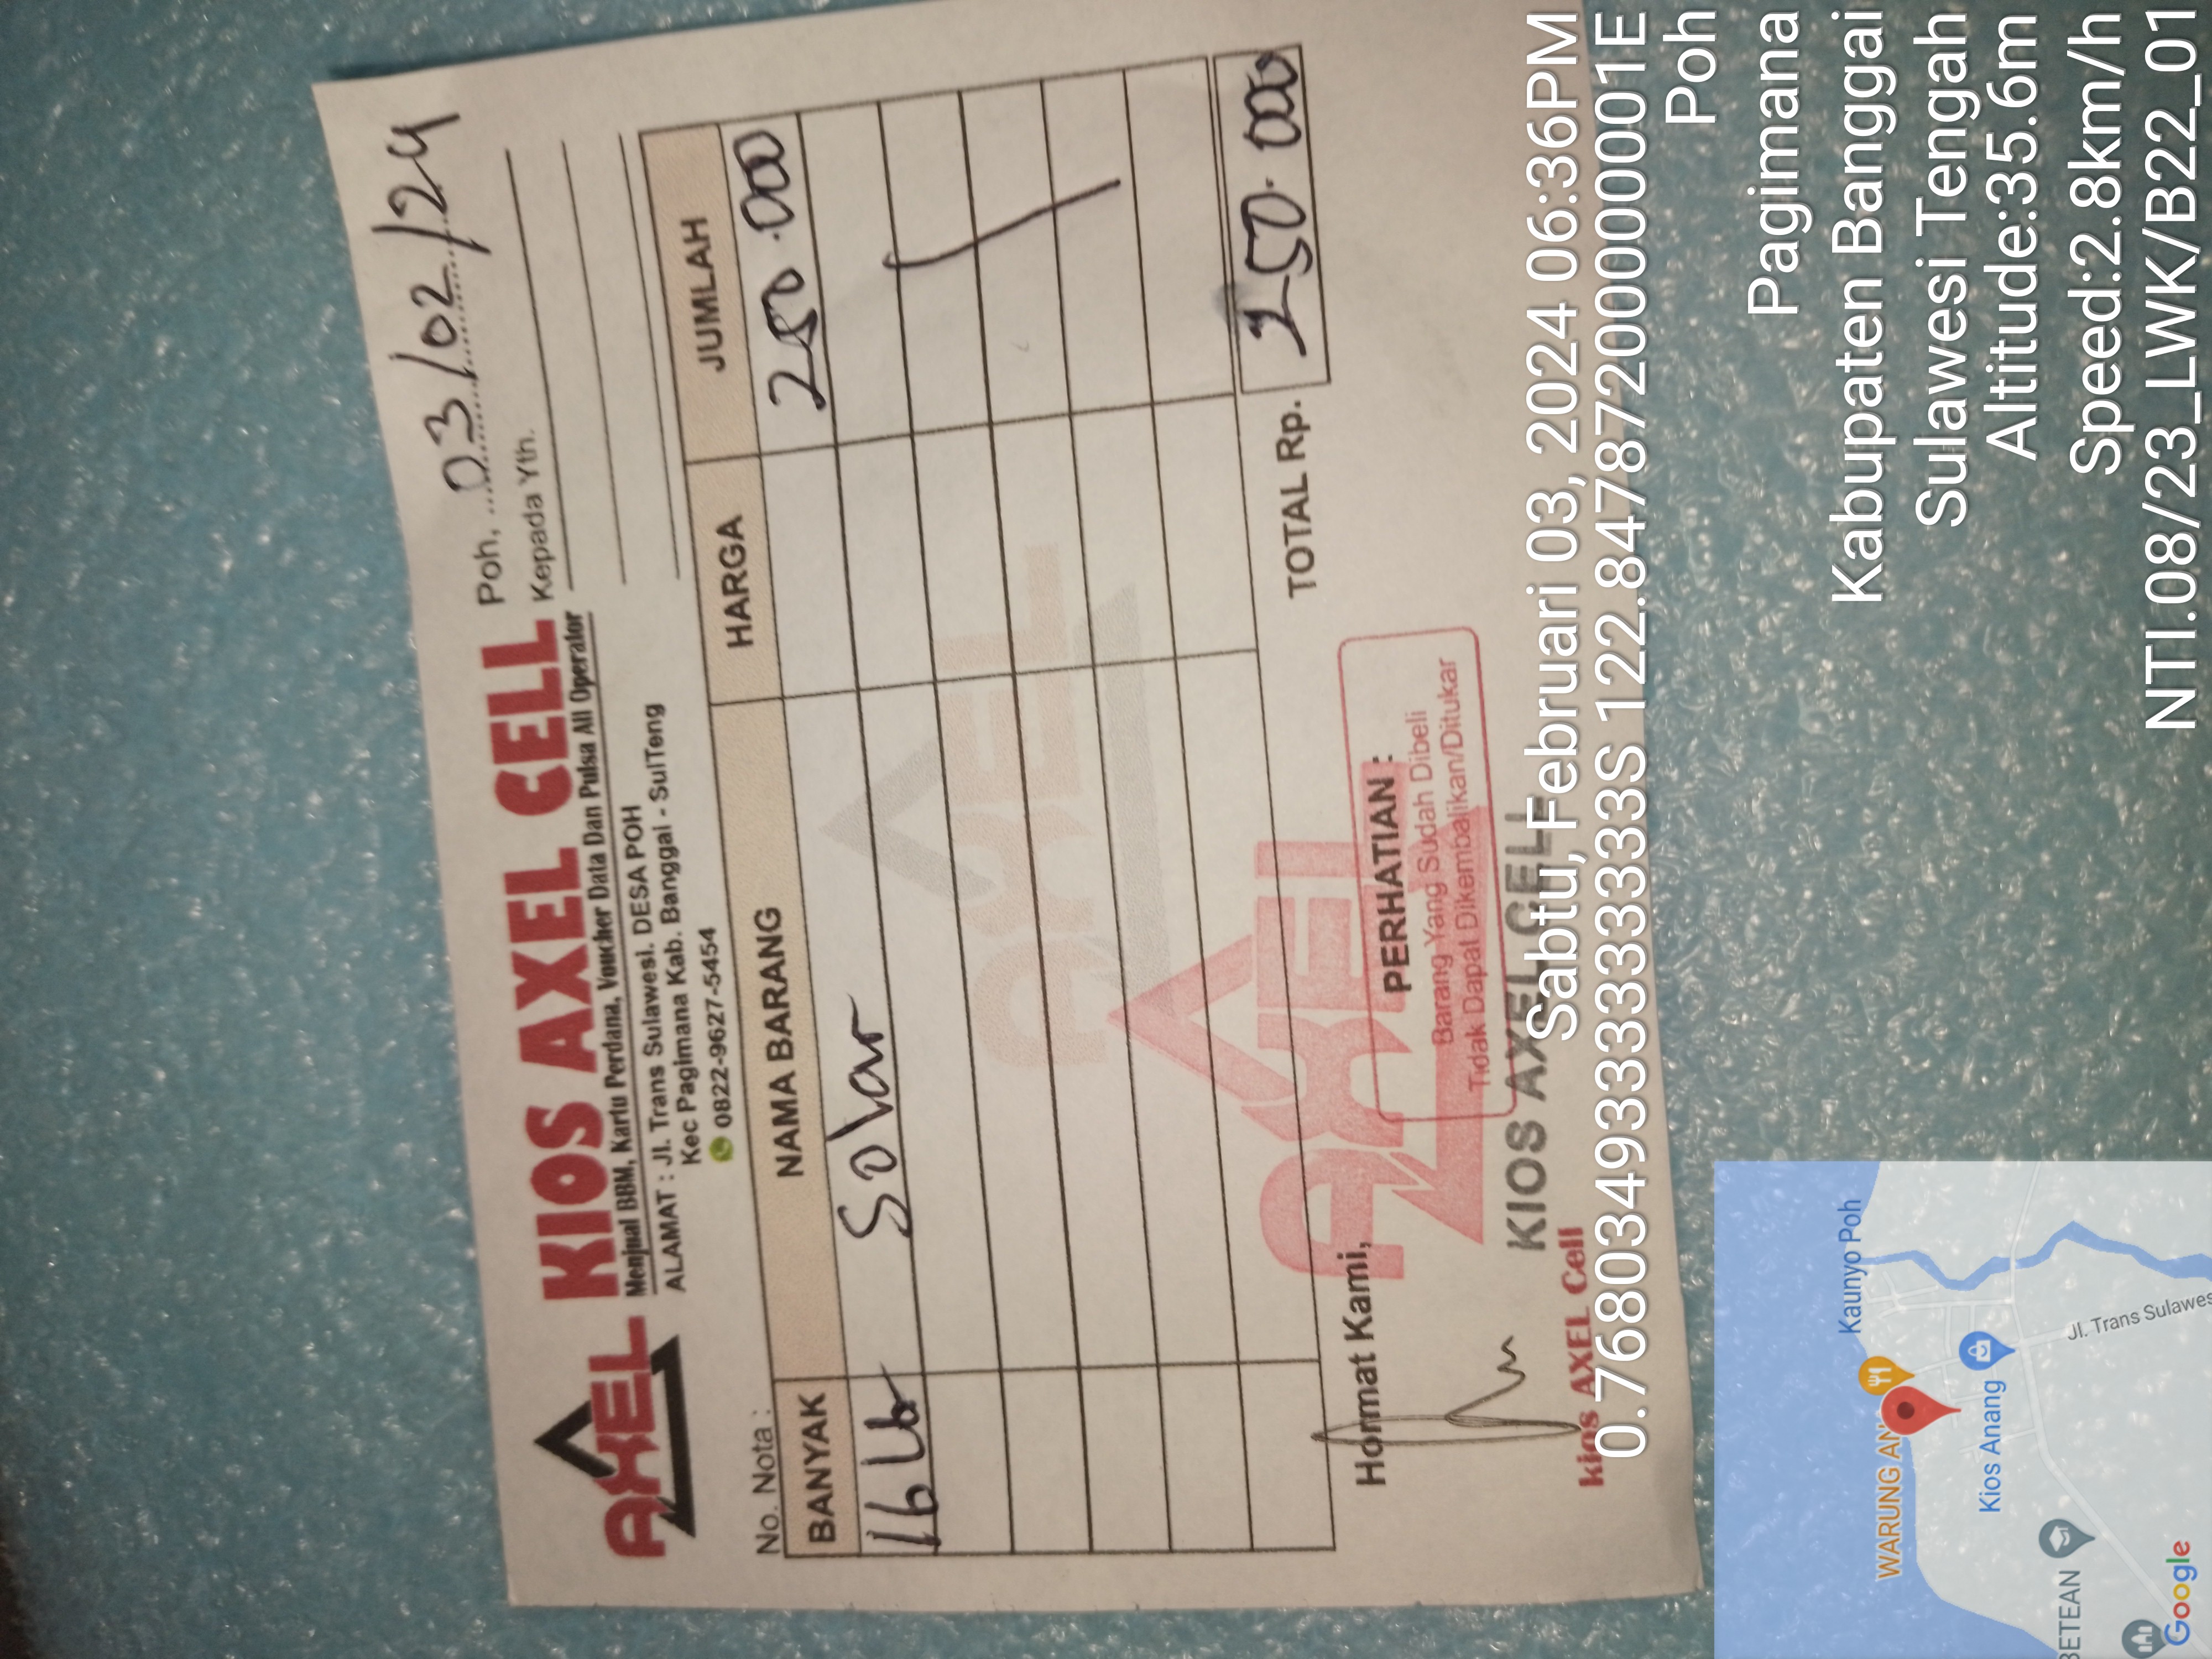 AXEL
KIOS AXEL CELL
Menjual BBM, Kartu Perdana, Voucher Data Dan Pulsa All Operator
ALAMAT : Jl. Trans Sulawesi. DESA POH
Kec Pagimana Kab. Banggai - SulTeng
0822-9627-5454
Poh, 03/02/24
Kepada Yth.
No. Nota :
BANYAK NAMA BARANG HARGA JUMLAH
16 Ltr Solar 250.000
AXEL
TOTAL Rp. 250.000
Hormat Kami,
AXEL
PERHATIAN :
Barang Yang Sudah Dibeli
Tidak Dapat Dikembalikan/Ditukar
KIOS AXEL CELL
kios AXEL Cell
Sabtu, Februari 03, 2024 06:36PM
0.7680349333333333S 122.84787200000001E
Poh
Pagimana
Kabupaten Banggai
Sulawesi Tengah
Altitude:35.6m
Speed:2.8km/h
NTI.08/23_LWK/B22_01
Kaunyo Poh
WARUNG AN
Kios Anang
Jl. Trans Sulawes
BETEAN
Google